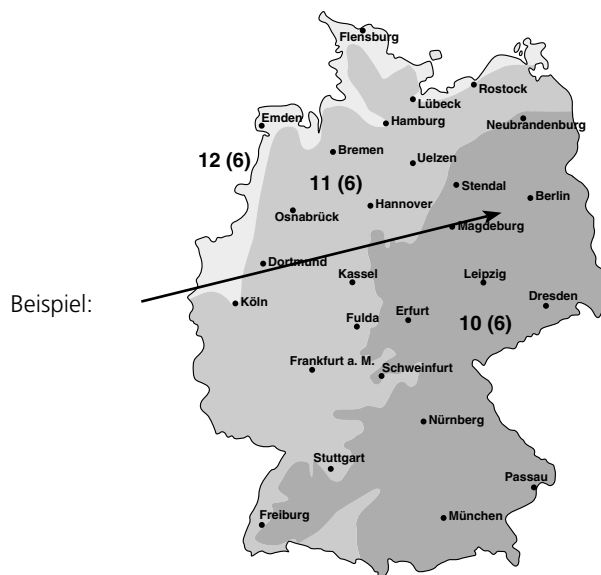 Flensburg
Rostock
Lübeck
Emden
Hamburg
Neubrandenburg
Bremen
12 (6)
Uelzen
11 (6)
Stendal
Berlin
Hannover
Osnabrück
Magdeburg
Dortmund
Kassel
Leipzig
Beispiel:
Köln
Dresden
Fulda
Erfurt
10 (6)
Frankfurt a. M.
Schweinfurt
Nürnberg
Stuttgart
Passau
Freiburg
München